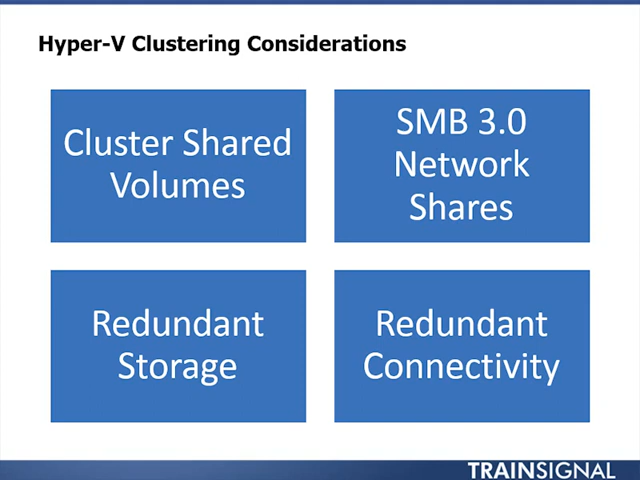 Hyper-V Clustering Considerations
Cluster Shared
Volumes
SMB 3.0
Network
Shares
Redundant
Storage
Redundant
Connectivity
TRAINSIGNAL